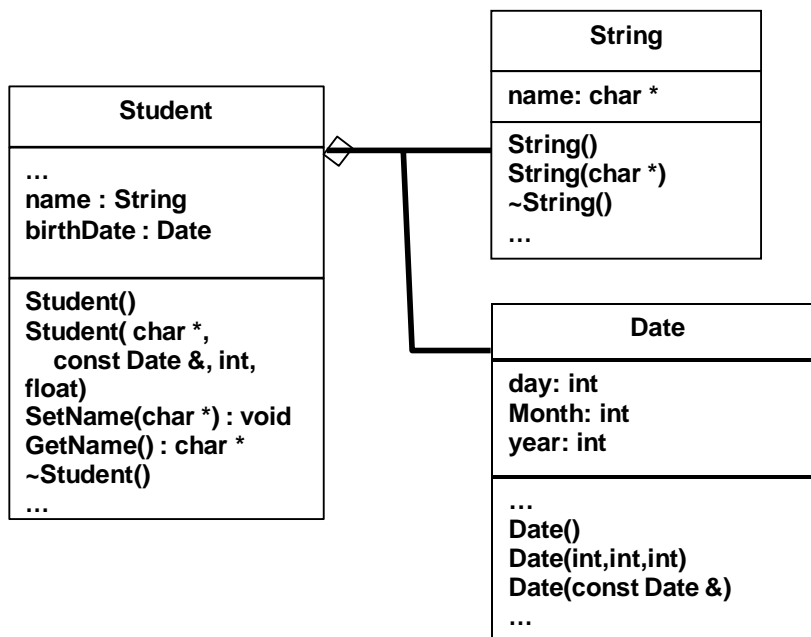 Student
...
name : String
birthDate : Date
Student()
Student( char *,
const Date &, int,
float)
SetName(char *) : void
GetName() : char *
~Student()
...
String
name: char *
String()
String(char *)
~String()
...
Date
day: int
Month: int
year: int
...
Date()
Date(int,int,int)
Date(const Date &)
...